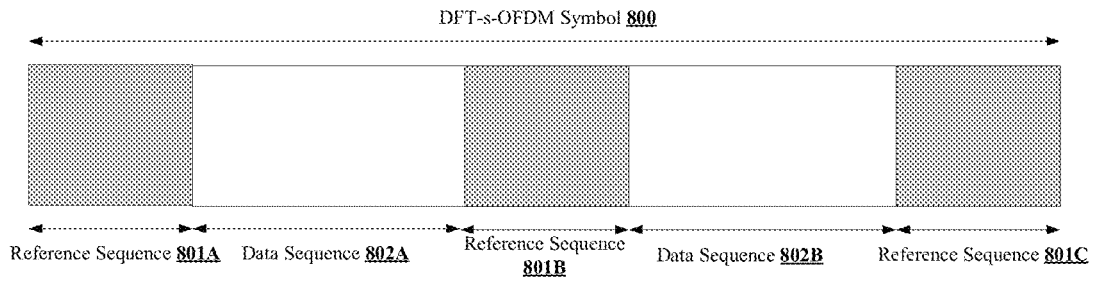 DFT-s-OFDM Symbol 800
Reference Sequence 801A
Data Sequence 802A
Reference Sequence
801B
Data Sequence 802B
Reference Sequence 801C